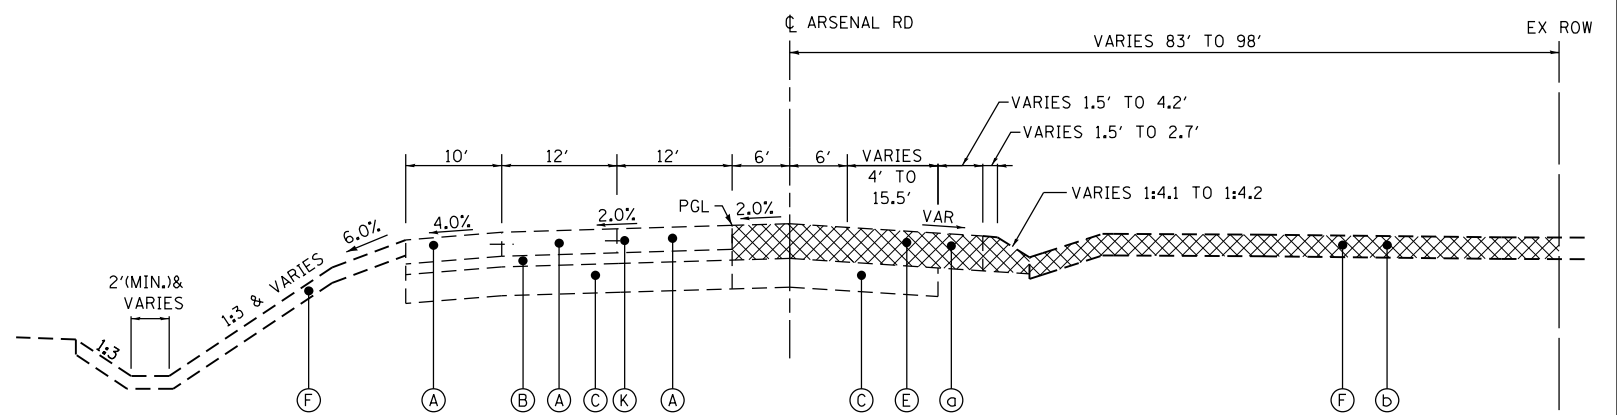 ℄ ARSENAL RD
EX ROW
VARIES 83' TO 98'
VARIES 1.5' TO 4.2'
VARIES 1.5' TO 2.7'
10'
12'
12'
6'
6'
VARIES
4' TO
15.5'
VARIES 1:4.1 TO 1:4.2
PGL
2.0%
VAR
2.0%
4.0%
6.0%
2'(MIN.)&
VARIES
1:3 & VARIES
1:3
F
A
B
A
C
K
A
C
E
a
F
b